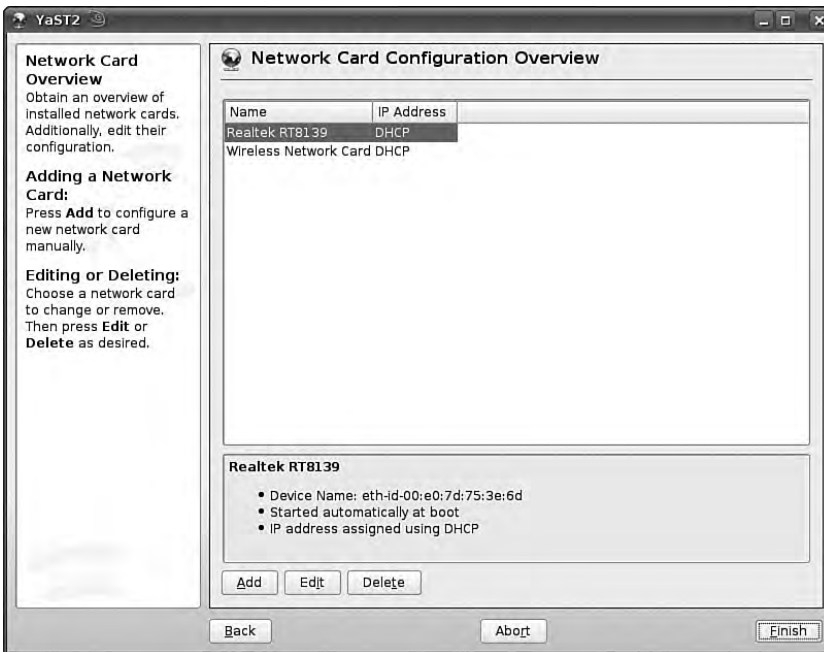 YaST2
Network Card
Overview
Obtain an overview of
installed network cards.
Additionally, edit their
configuration.
Adding a Network
Card:
Press Add to configure a
new network card
manually.
Editing or Deleting:
Choose a network card
to change or remove.
Then press Edit or
Delete as desired.
Network Card Configuration Overview
Name IP Address
Realtek RT8139 DHCP
Wireless Network Card DHCP
Realtek RT8139
• Device Name: eth-id-00:e0:7d:75:3e:6d
• Started automatically at boot
• IP address assigned using DHCP
Add Edit Delete
Back Abort Finish